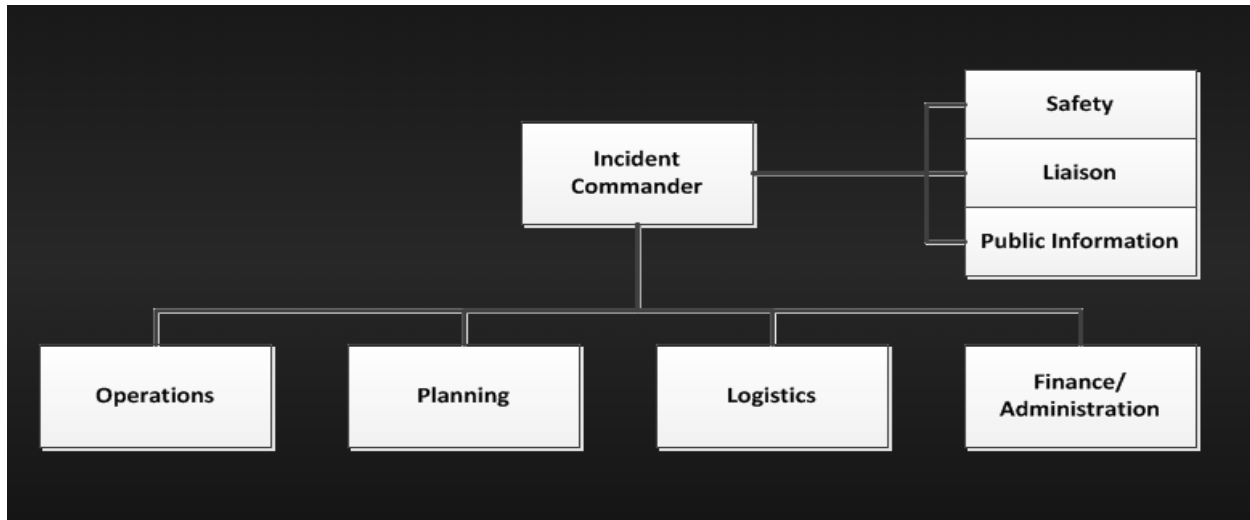 Safety
Incident
Commander
Liaison
Public Information
Operations
Planning
Logistics
Finance/
Administration